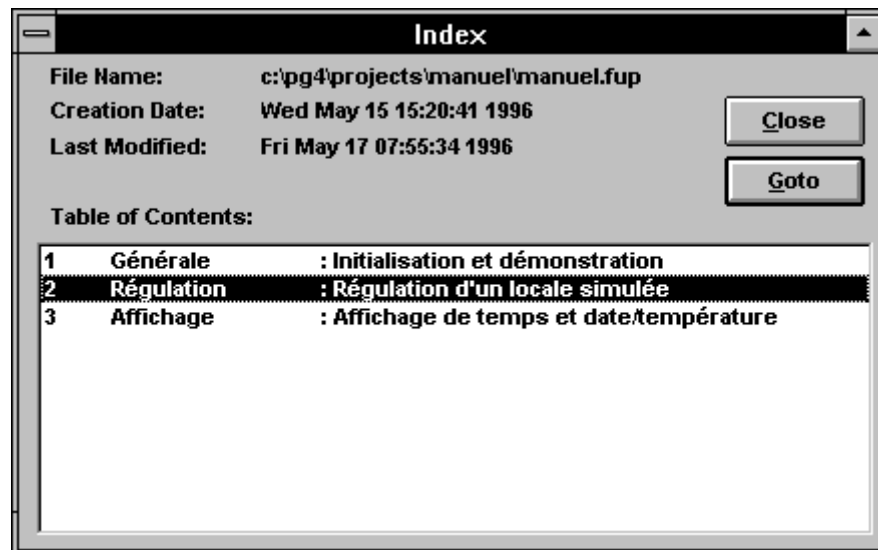 Index
File Name: c:\pg4\projects\manuel\manuel.fup
Creation Date: Wed May 15 15:20:41 1996
Last Modified: Fri May 17 07:55:34 1996
Close
Goto
Table of Contents:
1 Générale : Initialisation et démonstration
2 Régulation : Régulation d'un locale simulée
3 Affichage : Affichage de temps et date/température